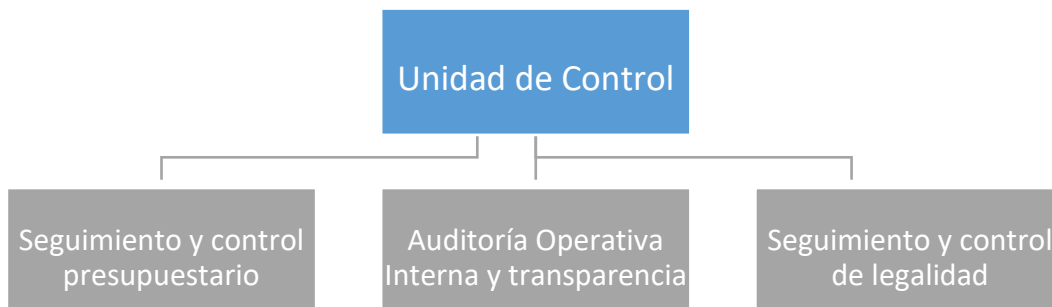 Unidad de Control
Seguimiento y control
presupuestario
Auditoría Operativa
Interna y transparencia
Seguimiento y control
de legalidad